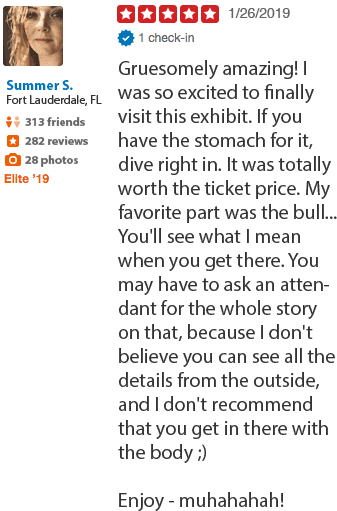 1/26/2019
1 check-in
Summer S.
Fort Lauderdale, FL
313 friends
282 reviews
28 photos
Elite '19
Gruesomely amazing! I
was so excited to finally
visit this exhibit. If you
have the stomach for it,
dive right in. It was totally
worth the ticket price. My
favorite part was the bull...
You'll see what I mean
when you get there. You
may have to ask an atten-
dant for the whole story
on that, because I don't
believe you can see all the
details from the outside,
and I don't recommend
that you get in there with
the body ;)
Enjoy - muhahahah!